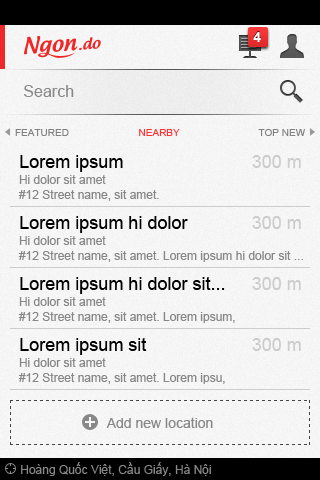 Ngon.do
4
Search
FEATURED NEARBY TOP NEW
Lorem ipsum 300 m
Hi dolor sit amet
#12 Street name, sit amet.
Lorem ipsum hi dolor 300 m
Hi dolor sit amet
#12 Street name, sit amet. Lorem ipsum hi dolor sit ...
Lorem ipsum hi dolor sit... 300 m
Hi dolor sit amet
#12 Street name, sit amet. Lorem ipsum,
Lorem ipsum sit 300 m
Hi dolor sit amet
#12 Street name, sit amet. Lorem ipsu,
Add new location
Hoàng Quốc Việt, Cầu Giấy, Hà Nội